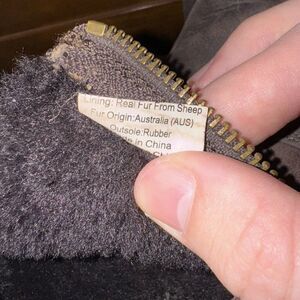 Lining: Real Fur From Sheep
Fur Origin:Australia (AUS)
Outsole:Rubber
in China